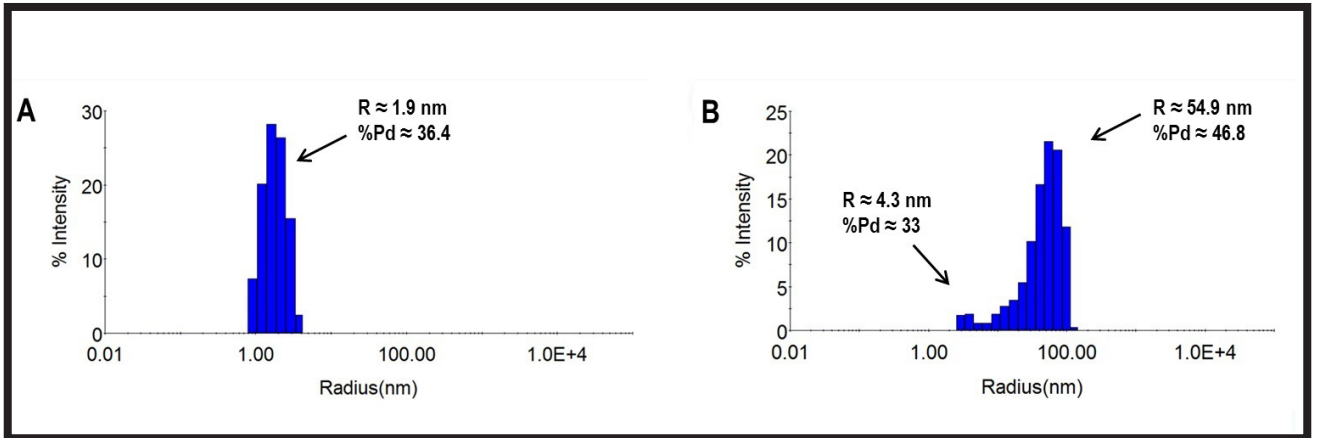 A
R ≈ 1.9 nm
%Pd ≈ 36.4
% Intensity
30
20
10
0
0.01
1.00
100.00
1.0E+4
Radius(nm)
B
R ≈ 54.9 nm
%Pd ≈ 46.8
R ≈ 4.3 nm
%Pd ≈ 33
% Intensity
25
20
15
10
5
0
0.01
1.00
100.00
1.0E+4
Radius(nm)